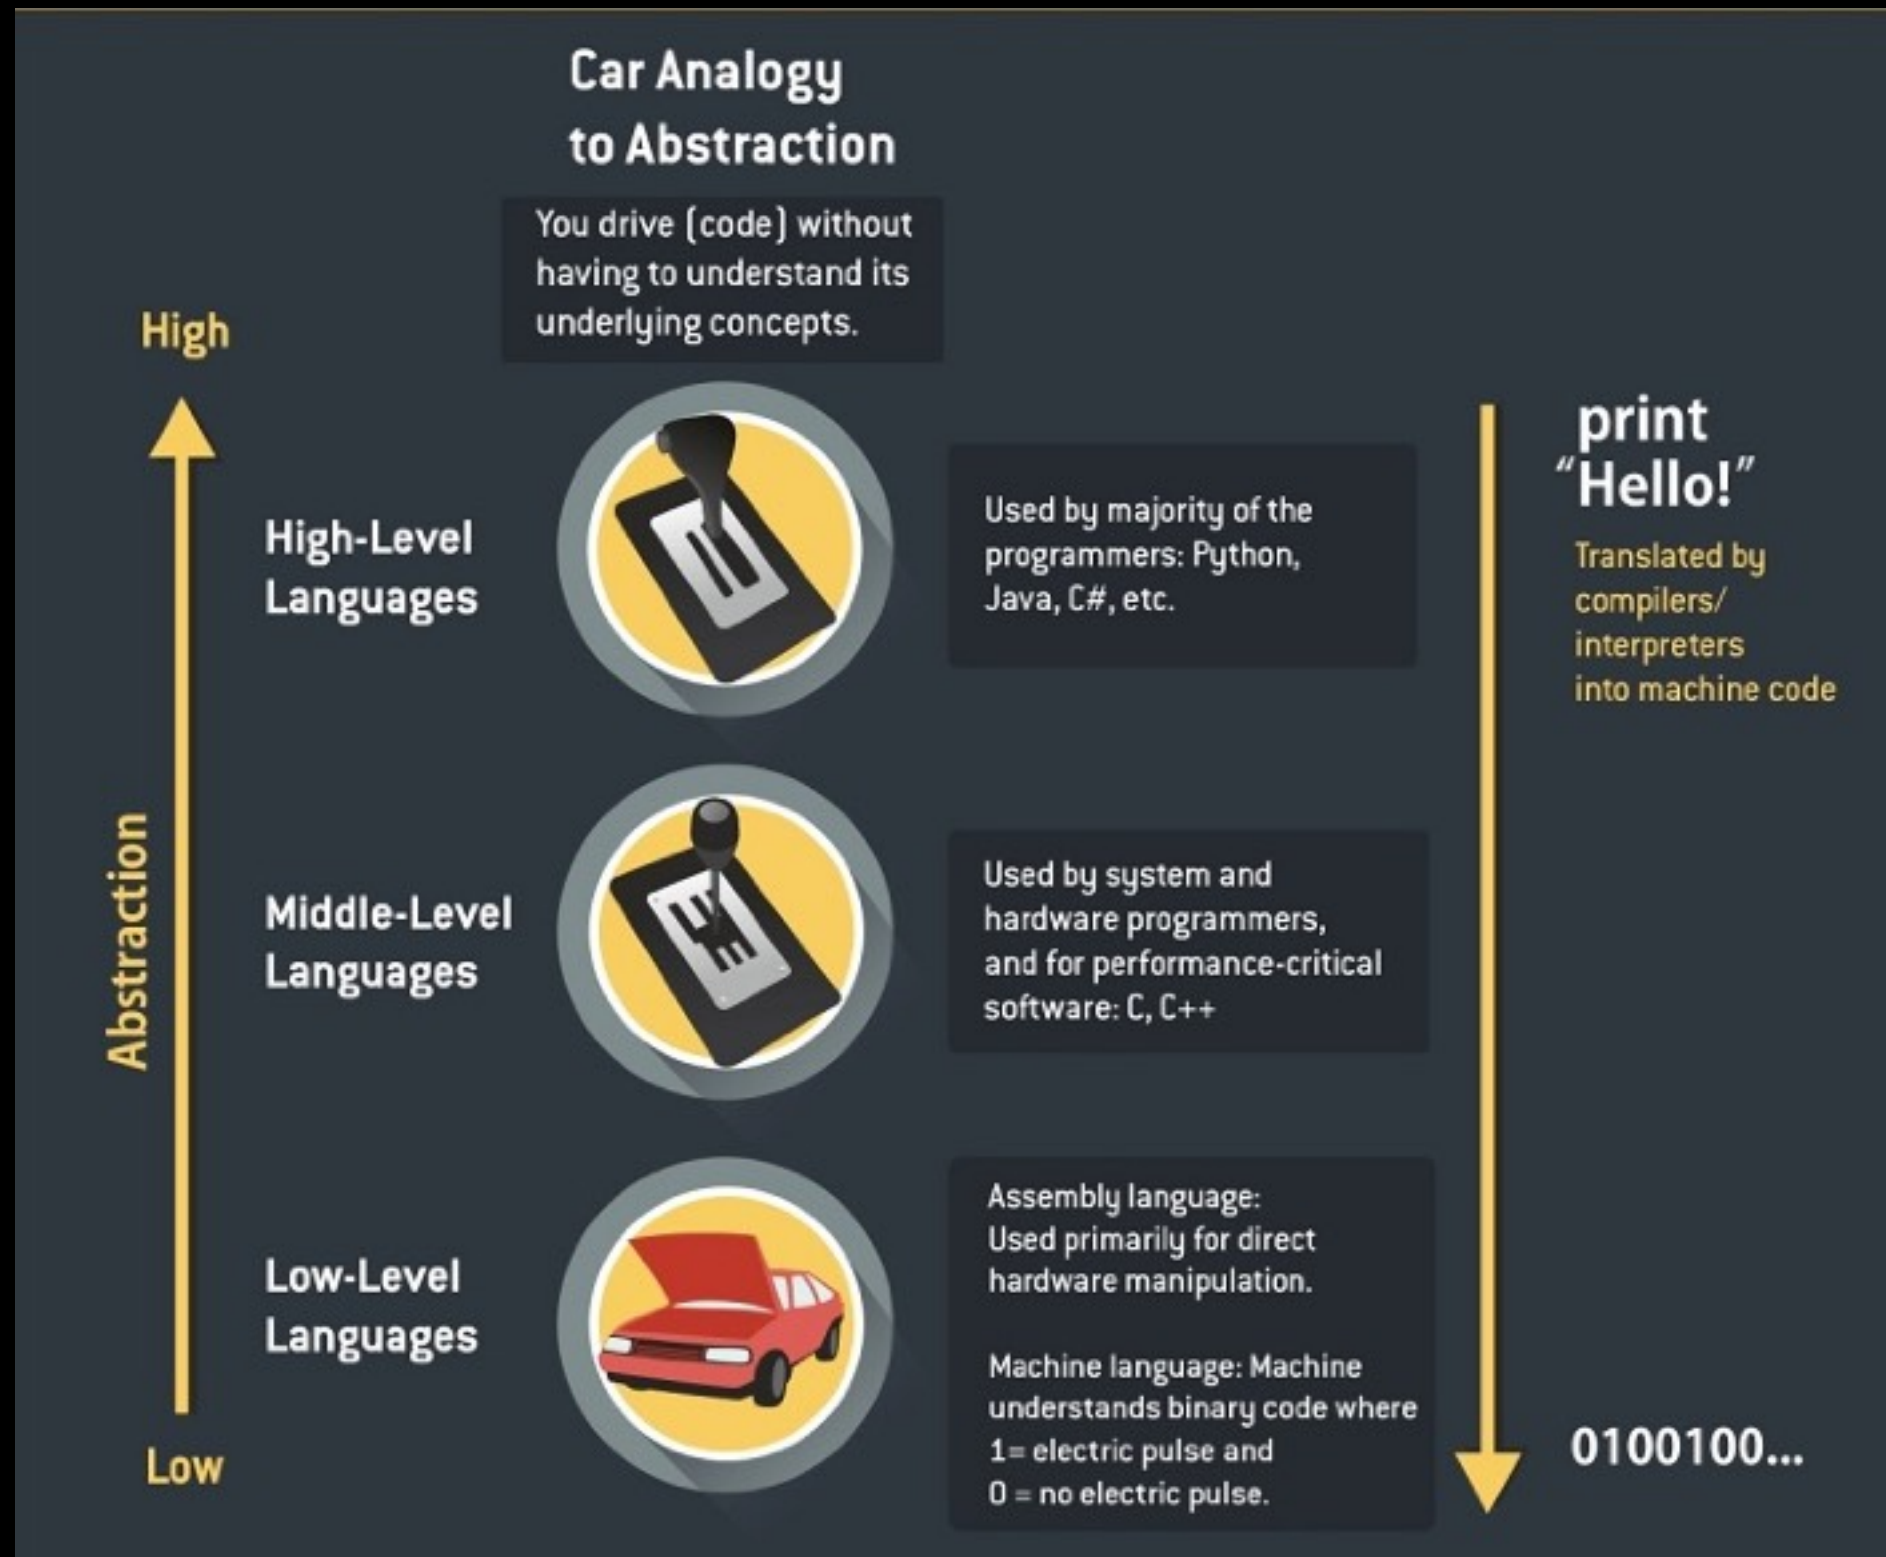 Car Analogy
to Abstraction
You drive (code) without
having to understand its
underlying concepts.
High
Abstraction
Low
High-Level
Languages
Used by majority of the
programmers: Python,
Java, C#, etc.
Middle-Level
Languages
Used by system and
hardware programmers,
and for performance-critical
software: C, C++
Low-Level
Languages
Assembly language:
Used primarily for direct
hardware manipulation.
Machine language: Machine
understands binary code where
1= electric pulse and
0 = no electric pulse.
print
“Hello!”
Translated by
compilers/
interpreters
into machine code
0100100...